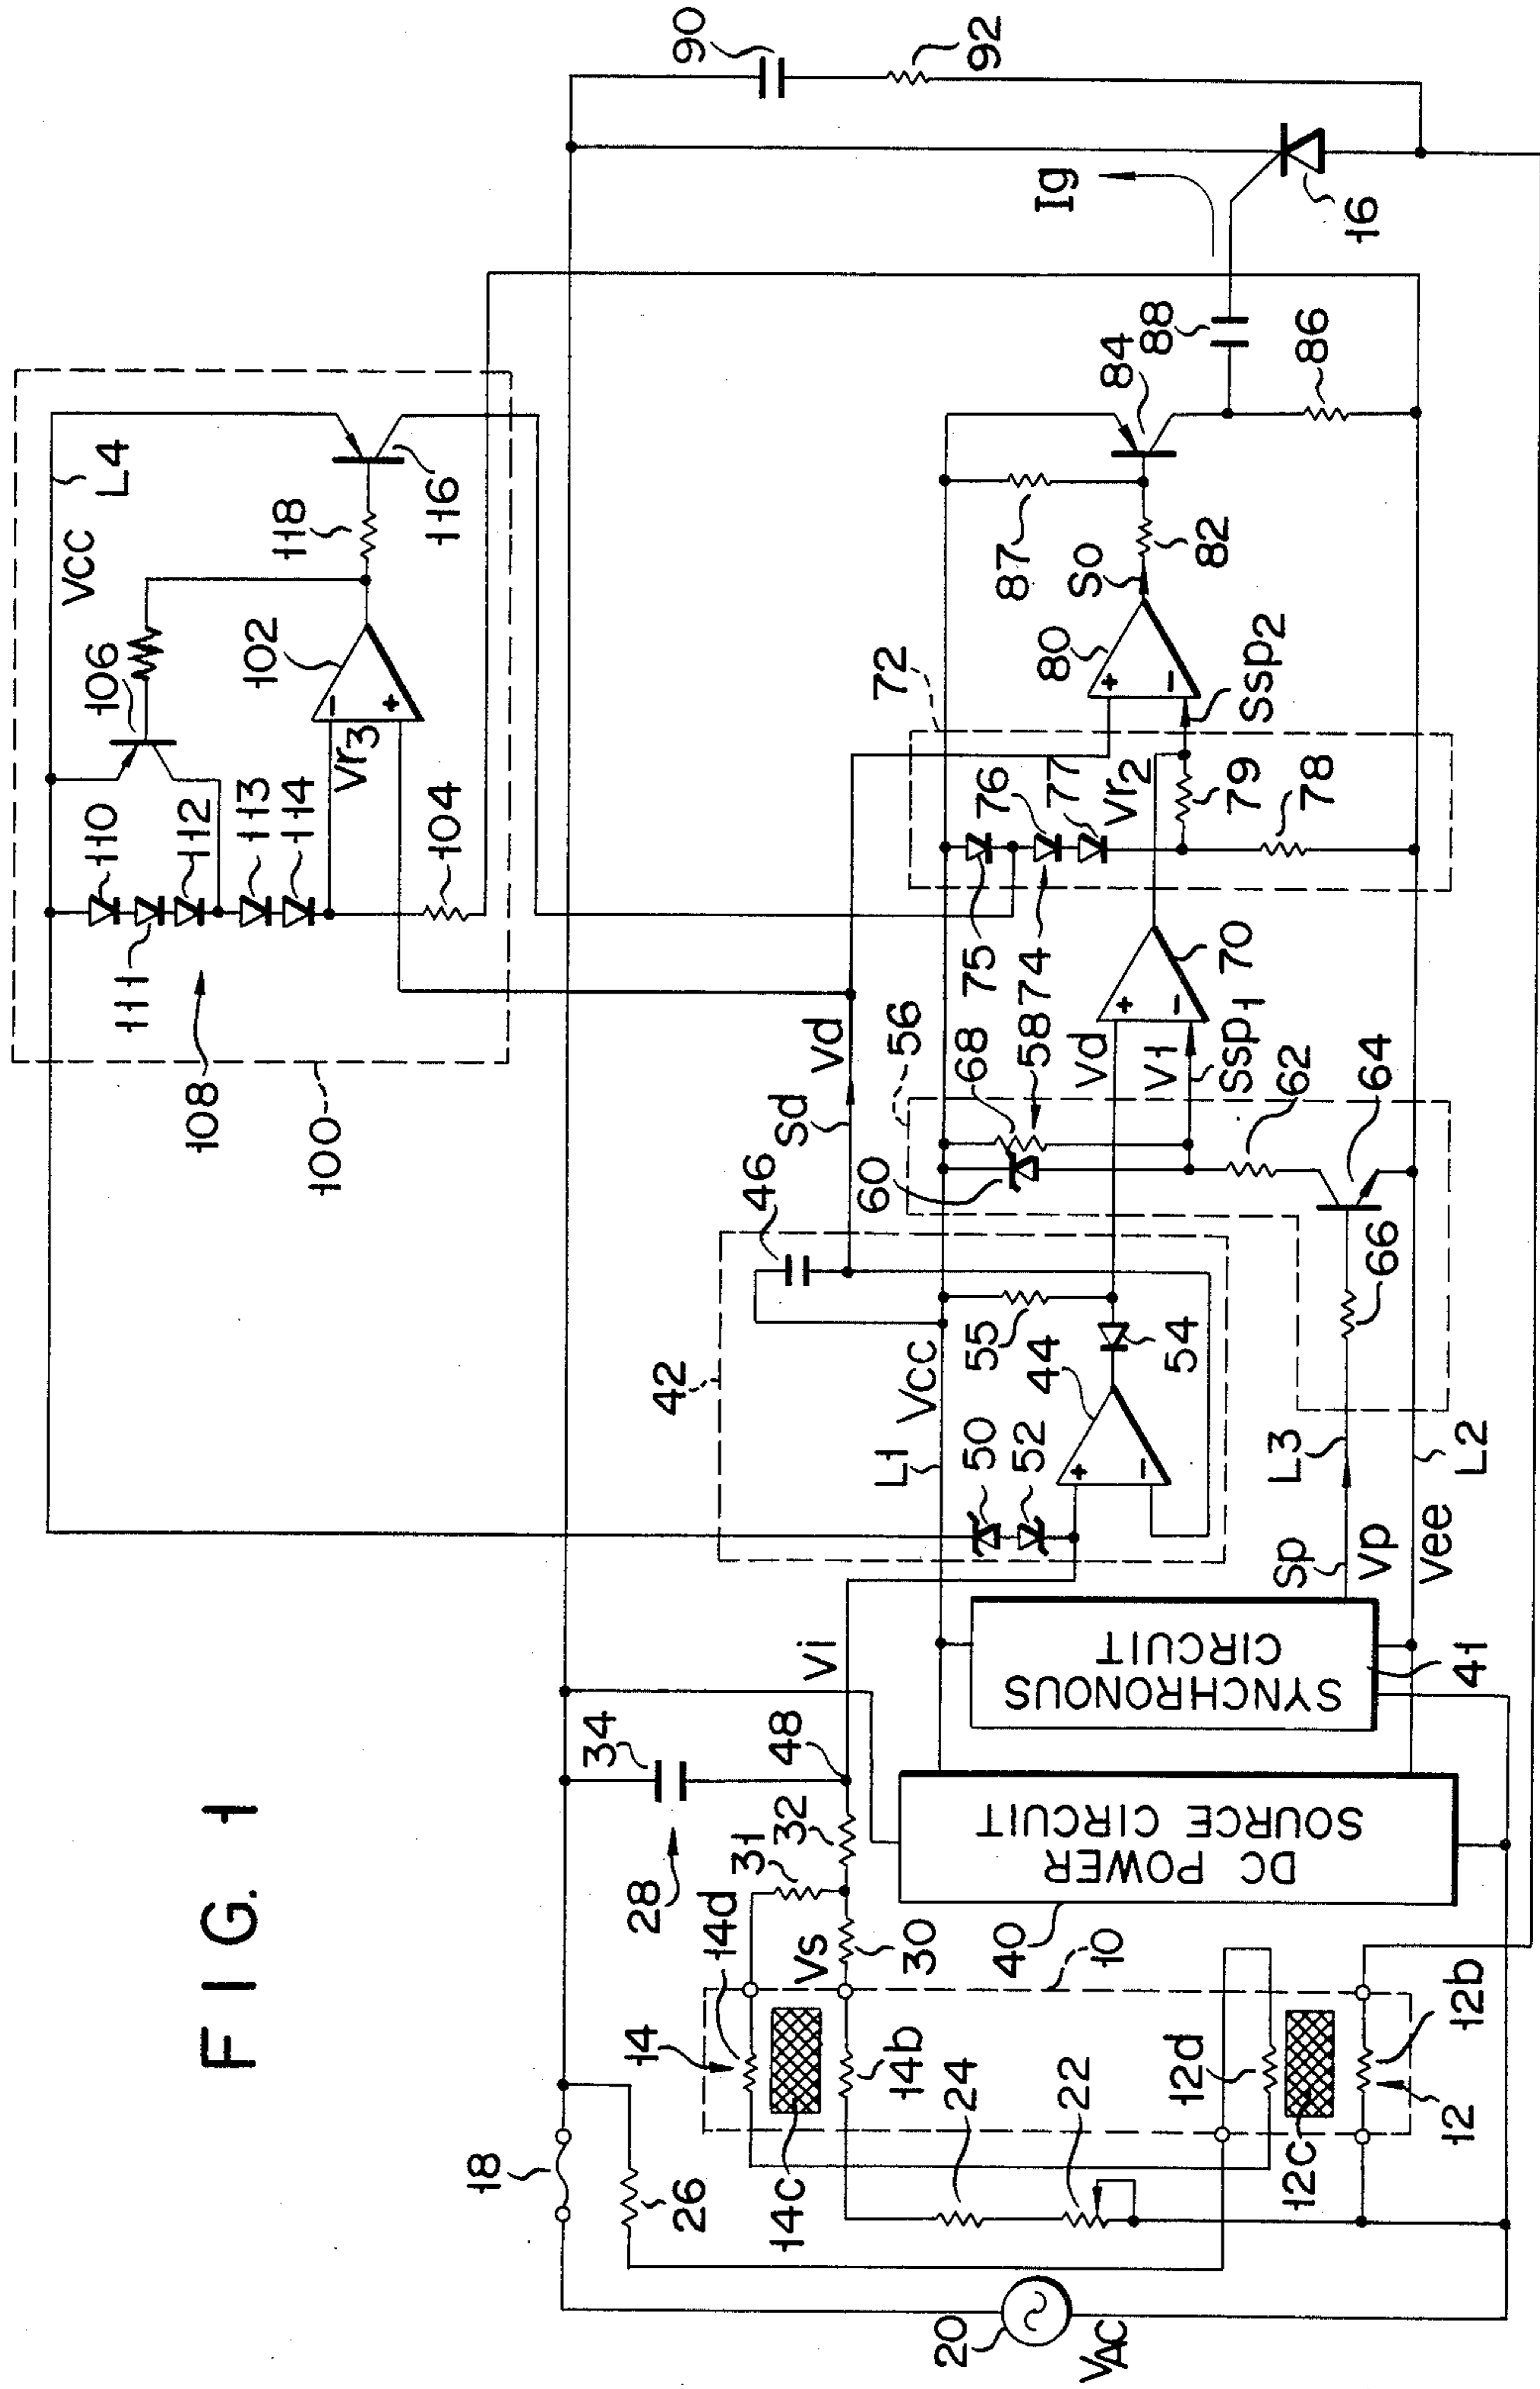 FIG. 1
100
108
111
110
112
113
114
106
VCC
L4
102
Vr3
104
118
116
90
92
Ig
16
18
26
20
VAC
28
34
31
32
48
Vi
14
14d
14c
14b
Vs
30
24
22
10
12d
12c
12b
12
40
DC POWER
SOURCE CIRCUIT
SYNCHRONOUS
CIRCUIT
41
Sp
Vp
Vee
L3
L2
L1
VCC
42
46
50
52
44
55
54
Sd
Vd
56
60
68
58
62
64
66
Vd
V1
Ssp1
70
72
74
75
76
77
Vr2
79
78
80
Ssp2
So
82
87
84
88
86